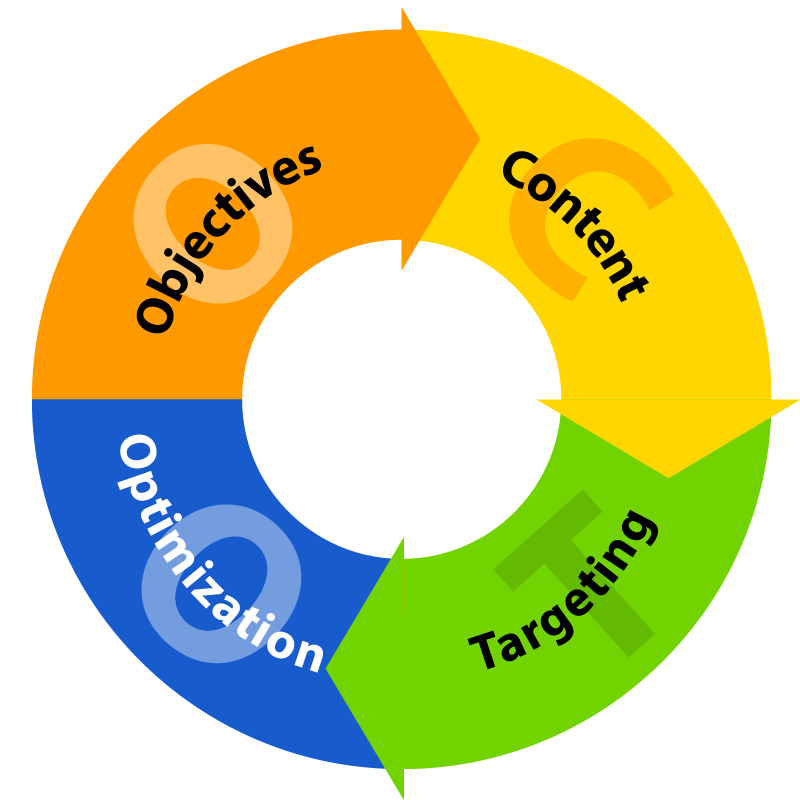 O
Objectives
C
Content
T
Targeting
O
Optimization